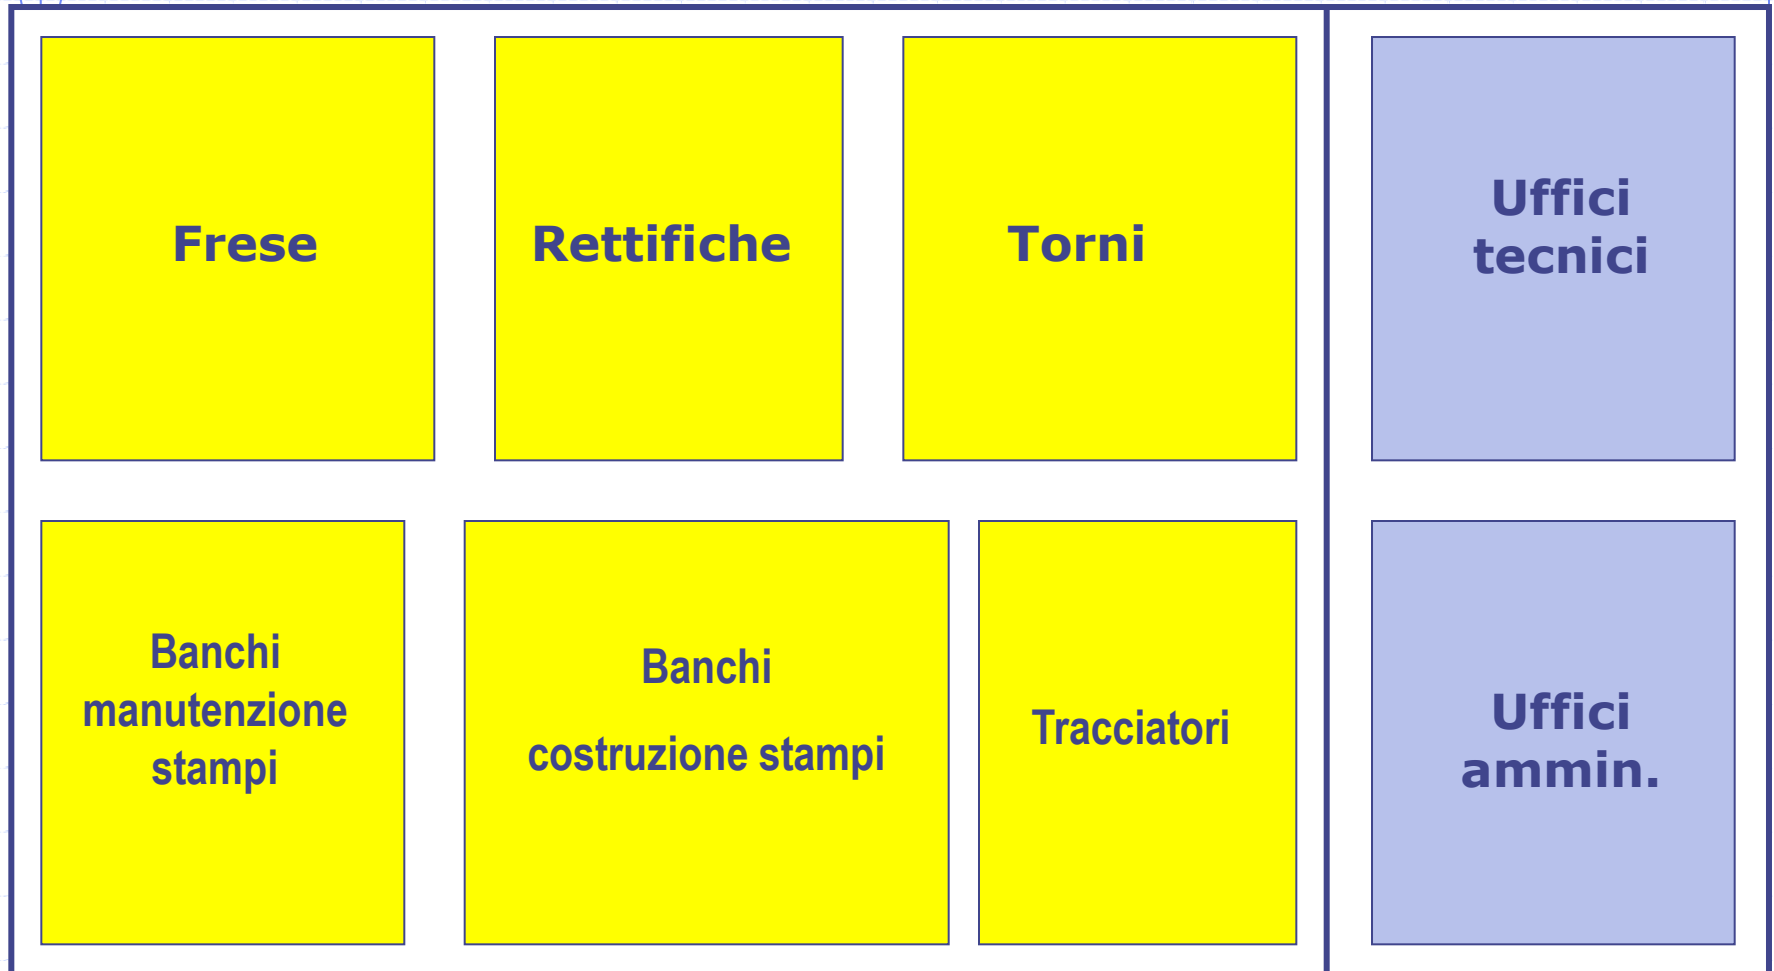 Frese
Rettifiche
Torni
Uffici
tecnici
Banchi
manutenzione
stampi
Banchi
costruzione stampi
Tracciatori
Uffici
ammin.